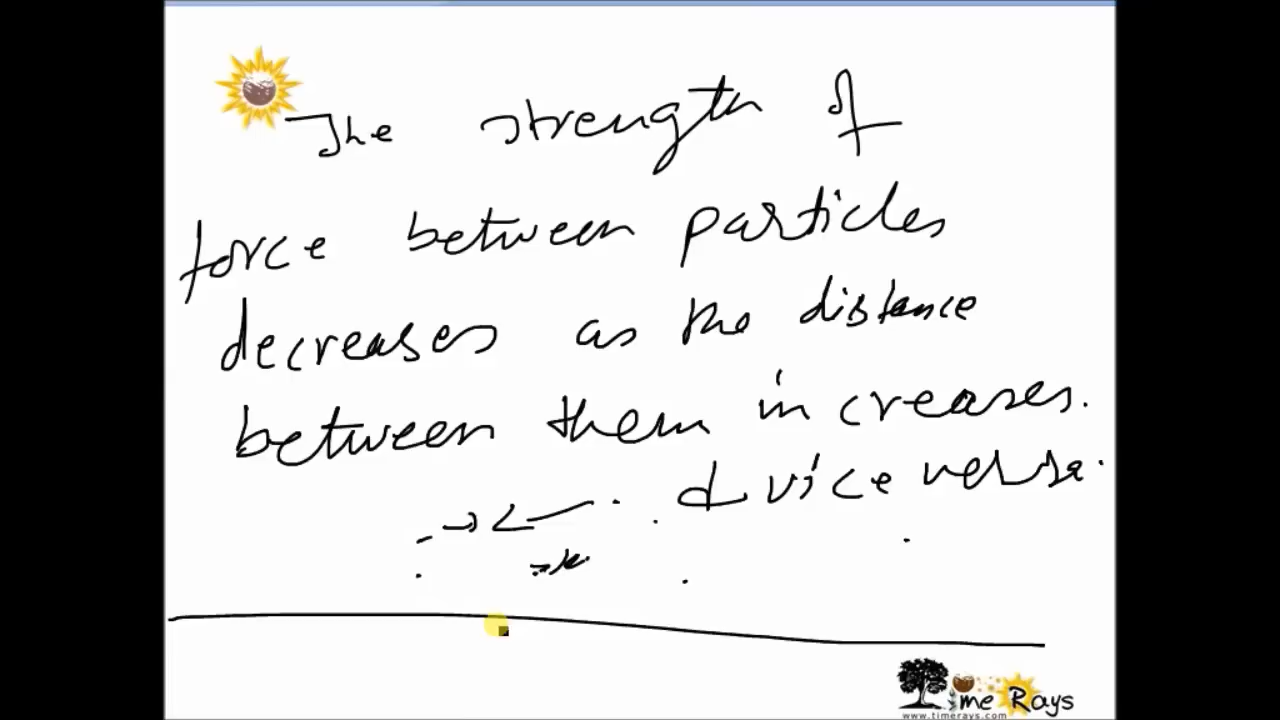 The strength of
force between particles
decreases as the distance
between them increases.
& vice versa.
Time Rays
www.timerays.com